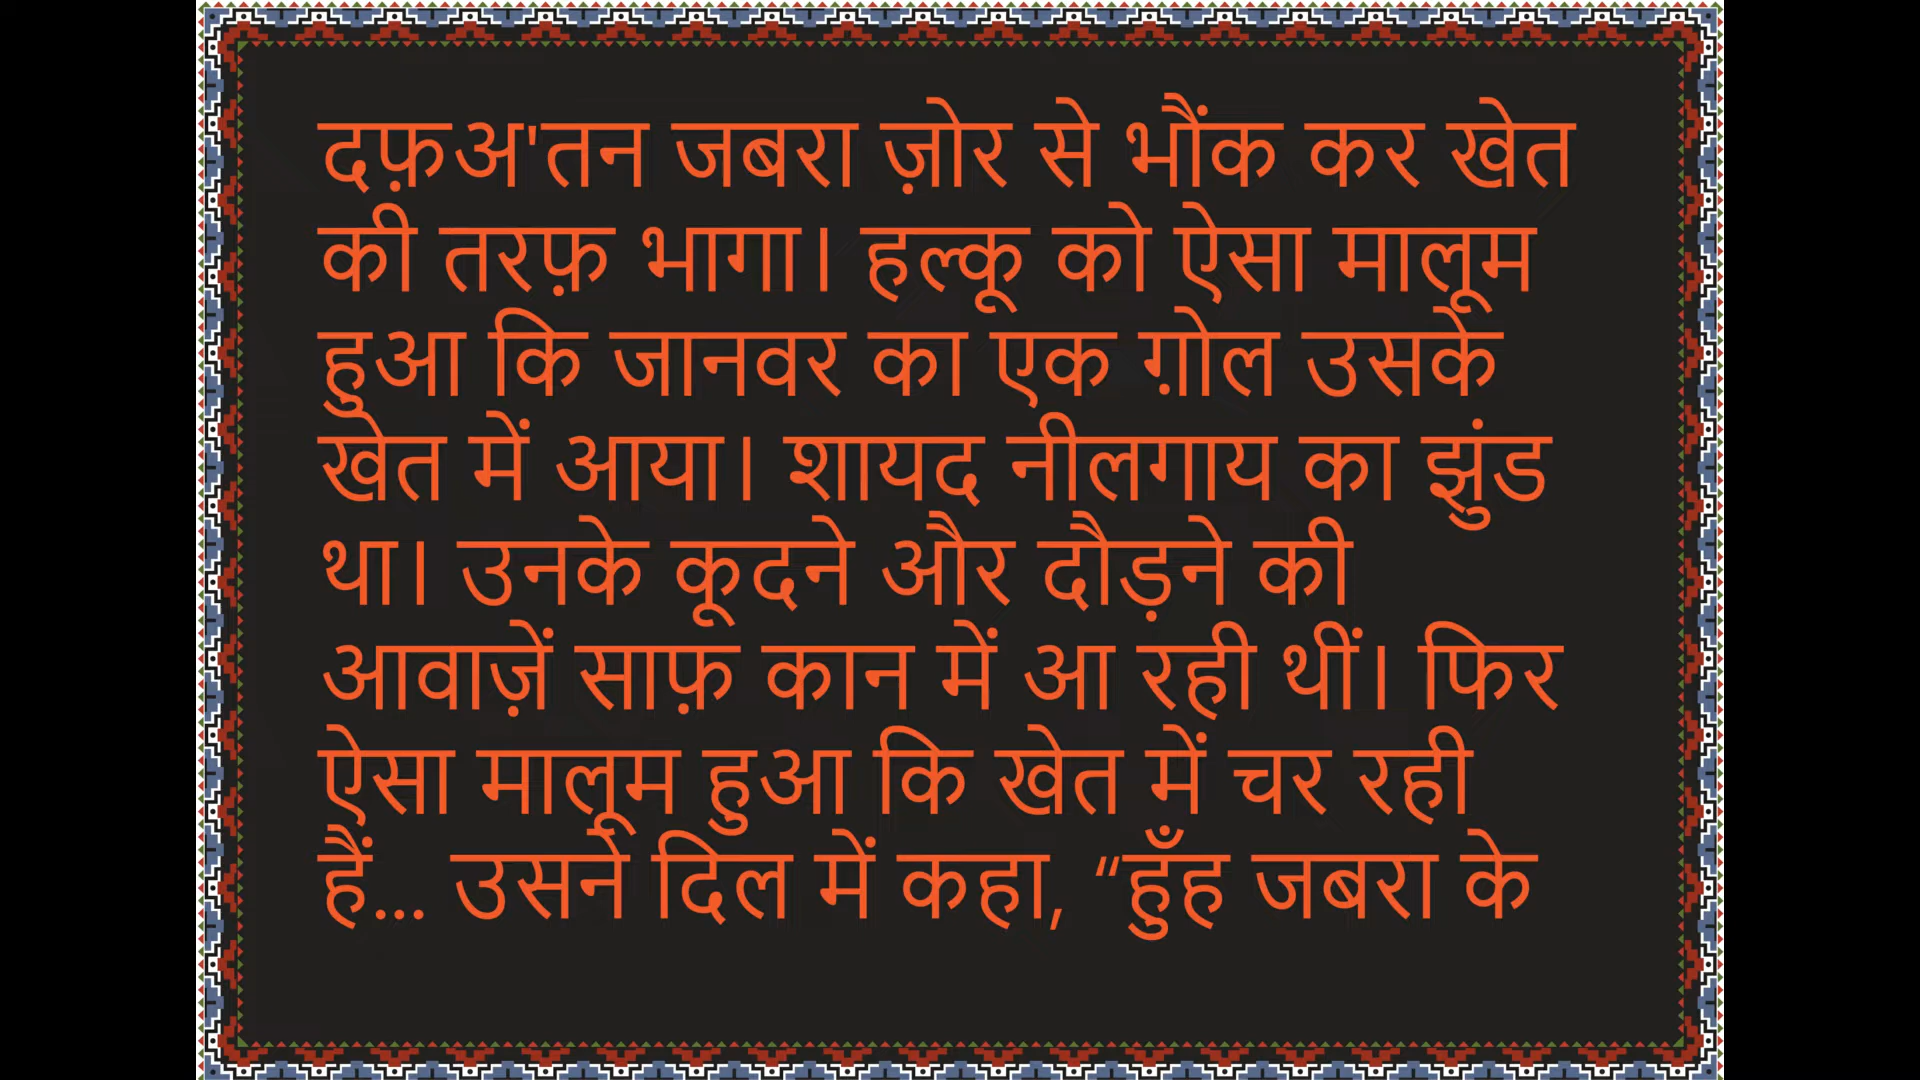 दफ़अ'तन जबरा ज़ोर से भौंक कर खेत
की तरफ़ भागा। हल्कू को ऐसा मालूम
हुआ कि जानवर का एक ग़ोल उसके
खेत में आया। शायद नीलगाय का झुंड
था। उनके कूदने और दौड़ने की
आवाज़ें साफ़ कान में आ रही थीं। फिर
ऐसा मालूम हुआ कि खेत में चर रही
हैं... उसने दिल में कहा, “हुँह जबरा के